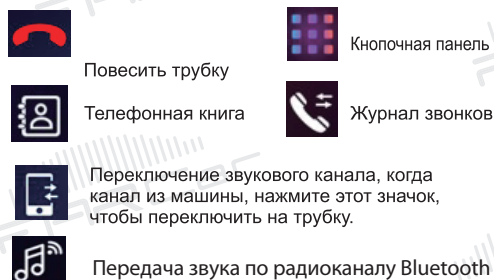 Кнопочная панель
Повесить трубку
Телефонная книга
Журнал звонков
Переключение звукового канала, когда
канал из машины, нажмите этот значок,
чтобы переключить на трубку.
Передача звука по радиоканалу Bluetooth